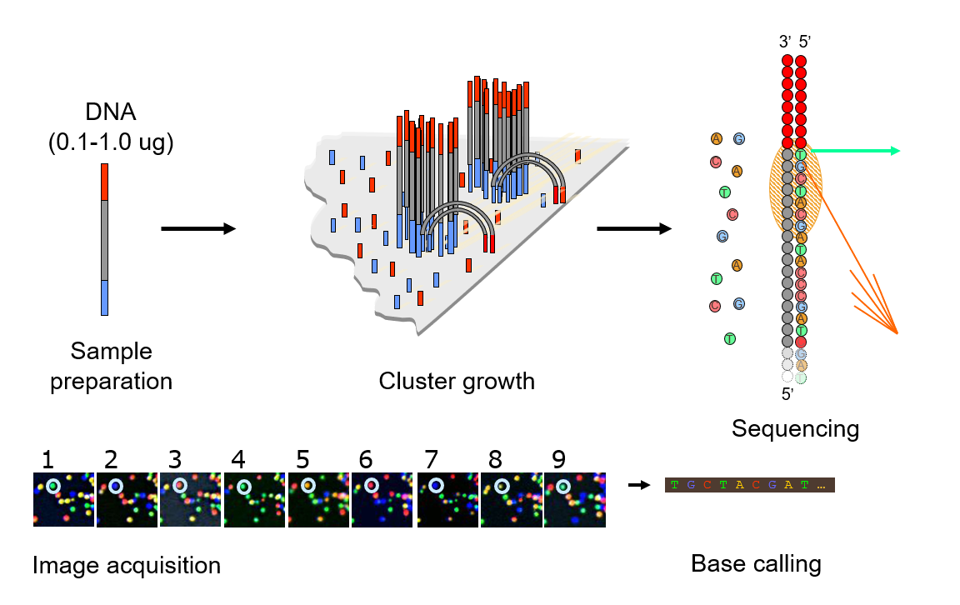 DNA
(0.1-1.0 ug)
Sample
preparation
Cluster growth
3’ 5’
A G
C
A
T
C
G
A
T
C G
T
T
G
C
T
A
C
G
A
T
A
C
C
C
G
A
T
G
A
T
5’
Sequencing
1 2 3 4 5 6 7 8 9
T G C T A C G A T ...
Image acquisition
Base calling